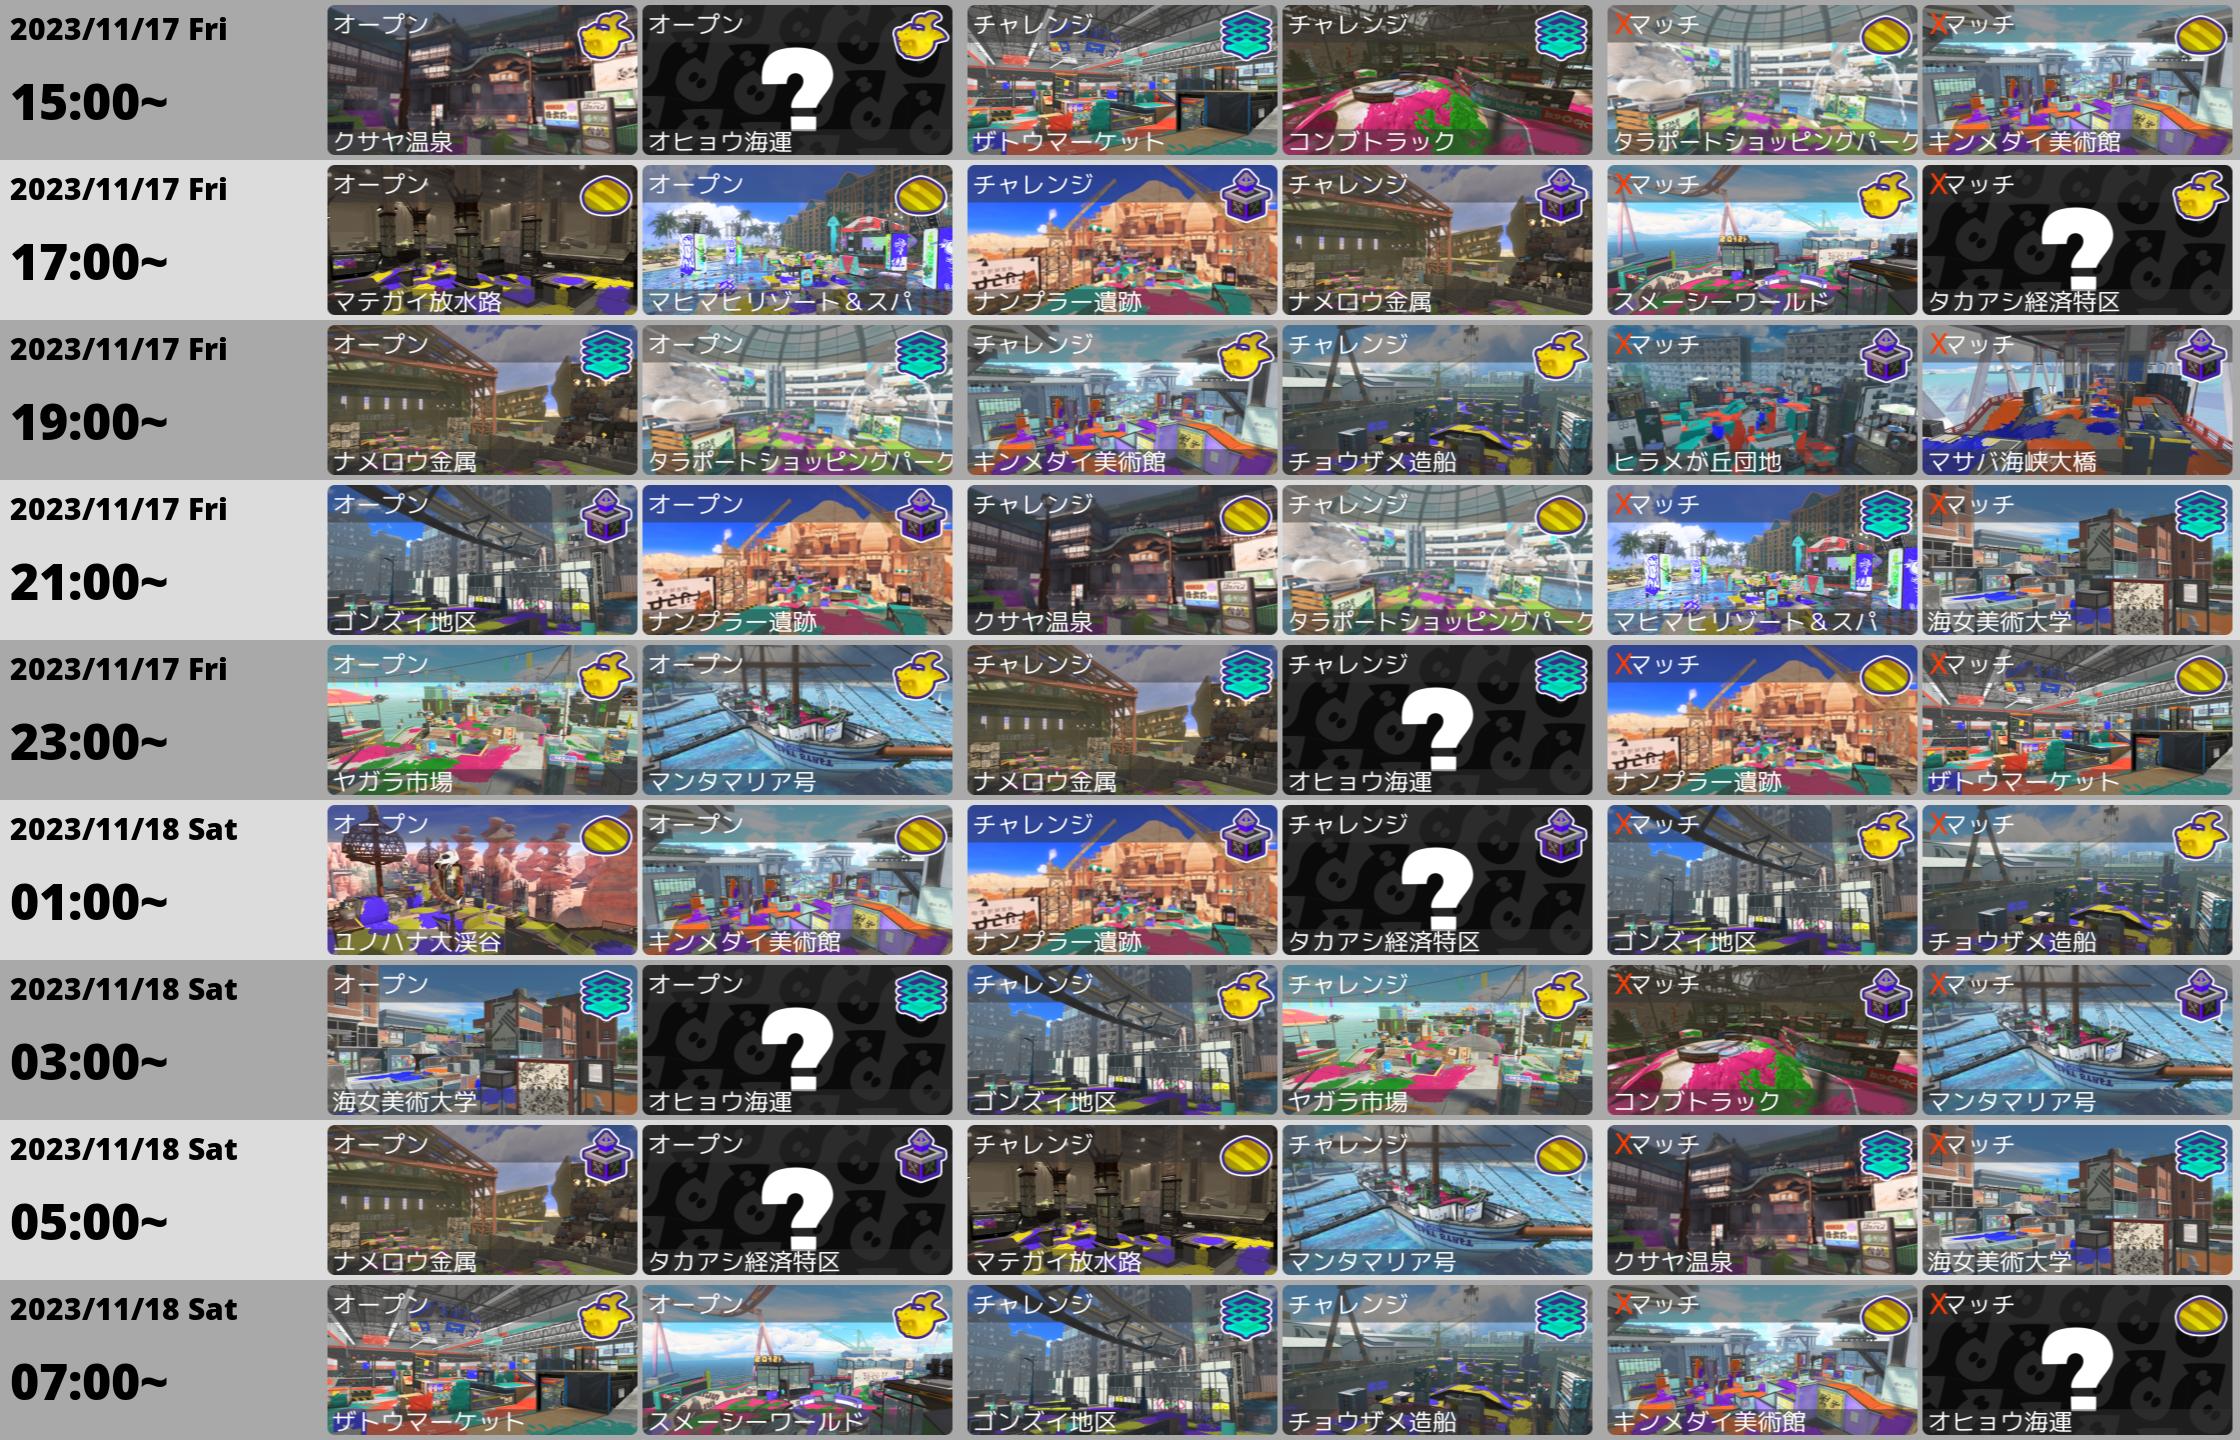 2023/11/17 Fri
15:00~
オープン
クサヤ温泉
オープン
オヒョウ海運
チャレンジ
ザトウマーケット
チャレンジ
コンブトラック
Xマッチ
タラポートショッピングパーク
Xマッチ
キンメダイ美術館
2023/11/17 Fri
17:00~
オープン
マテガイ放水路
オープン
マヒマヒリゾート&スパ
チャレンジ
ナンプラー遺跡
チャレンジ
ナメロウ金属
Xマッチ
スメーシーワールド
Xマッチ
タカアシ経済特区
2023/11/17 Fri
19:00~
オープン
ナメロウ金属
オープン
タラポートショッピングパーク
チャレンジ
キンメダイ美術館
チャレンジ
チョウザメ造船
Xマッチ
ヒラメが丘団地
Xマッチ
マサバ海峡大橋
2023/11/17 Fri
21:00~
オープン
ゴンズイ地区
オープン
ナンプラー遺跡
チャレンジ
クサヤ温泉
チャレンジ
タラポートショッピングパーク
Xマッチ
マヒマヒリゾート&スパ
Xマッチ
海女美術大学
2023/11/17 Fri
23:00~
オープン
ヤガラ市場
オープン
マンタマリア号
チャレンジ
ナメロウ金属
チャレンジ
オヒョウ海運
Xマッチ
ナンプラー遺跡
Xマッチ
ザトウマーケット
2023/11/18 Sat
01:00~
オープン
ユノハナ大渓谷
オープン
キンメダイ美術館
チャレンジ
ナンプラー遺跡
チャレンジ
タカアシ経済特区
Xマッチ
ゴンズイ地区
Xマッチ
チョウザメ造船
2023/11/18 Sat
03:00~
オープン
海女美術大学
オープン
オヒョウ海運
チャレンジ
ゴンズイ地区
チャレンジ
ヤガラ市場
Xマッチ
コンブトラック
Xマッチ
マンタマリア号
2023/11/18 Sat
05:00~
オープン
ナメロウ金属
オープン
タカアシ経済特区
チャレンジ
マテガイ放水路
チャレンジ
マンタマリア号
Xマッチ
クサヤ温泉
Xマッチ
海女美術大学
2023/11/18 Sat
07:00~
オープン
ザトウマーケット
オープン
スメーシーワールド
チャレンジ
ゴンズイ地区
チャレンジ
チョウザメ造船
Xマッチ
キンメダイ美術館
Xマッチ
オヒョウ海運